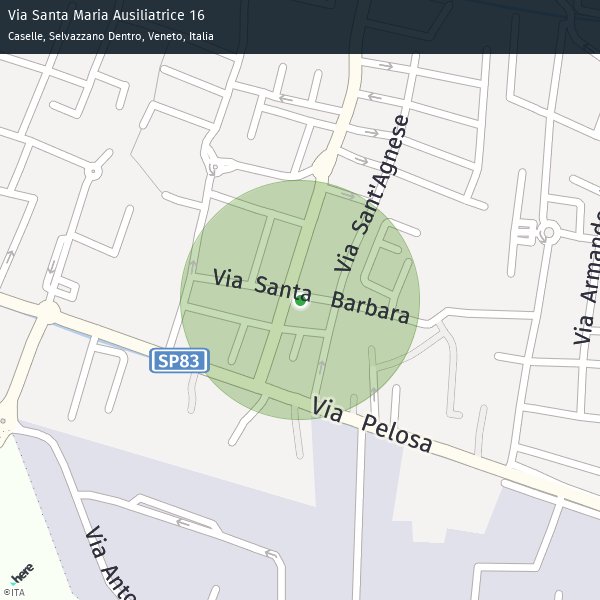 Via Santa Maria Ausiliatrice 16
Caselle, Selvazzano Dentro, Veneto, Italia
Via Sant'Agnese
Via Armando
Via Santa Barbara
SP83
Via Pelosa
Via Anto
here
©ITA